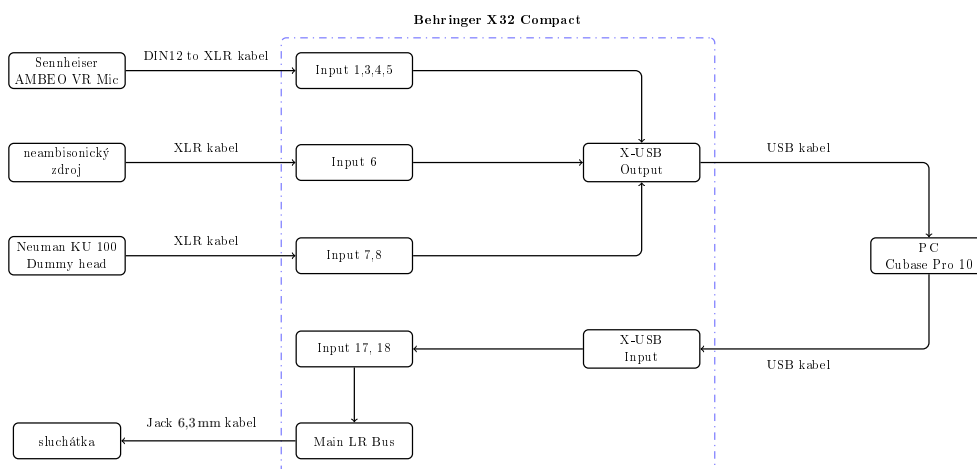 Behringer X32 Compact
Sennheiser
AMBEO VR Mic
DIN12 to XLR kabel
Input 1,3,4,5
neambisonický
zdroj
XLR kabel
Input 6
X-USB
Output
USB kabel
Neuman KU 100
Dummy head
XLR kabel
Input 7,8
PC
Cubase Pro 10
Input 17, 18
X-USB
Input
USB kabel
sluchátka
Jack 6,3mm kabel
Main LR Bus